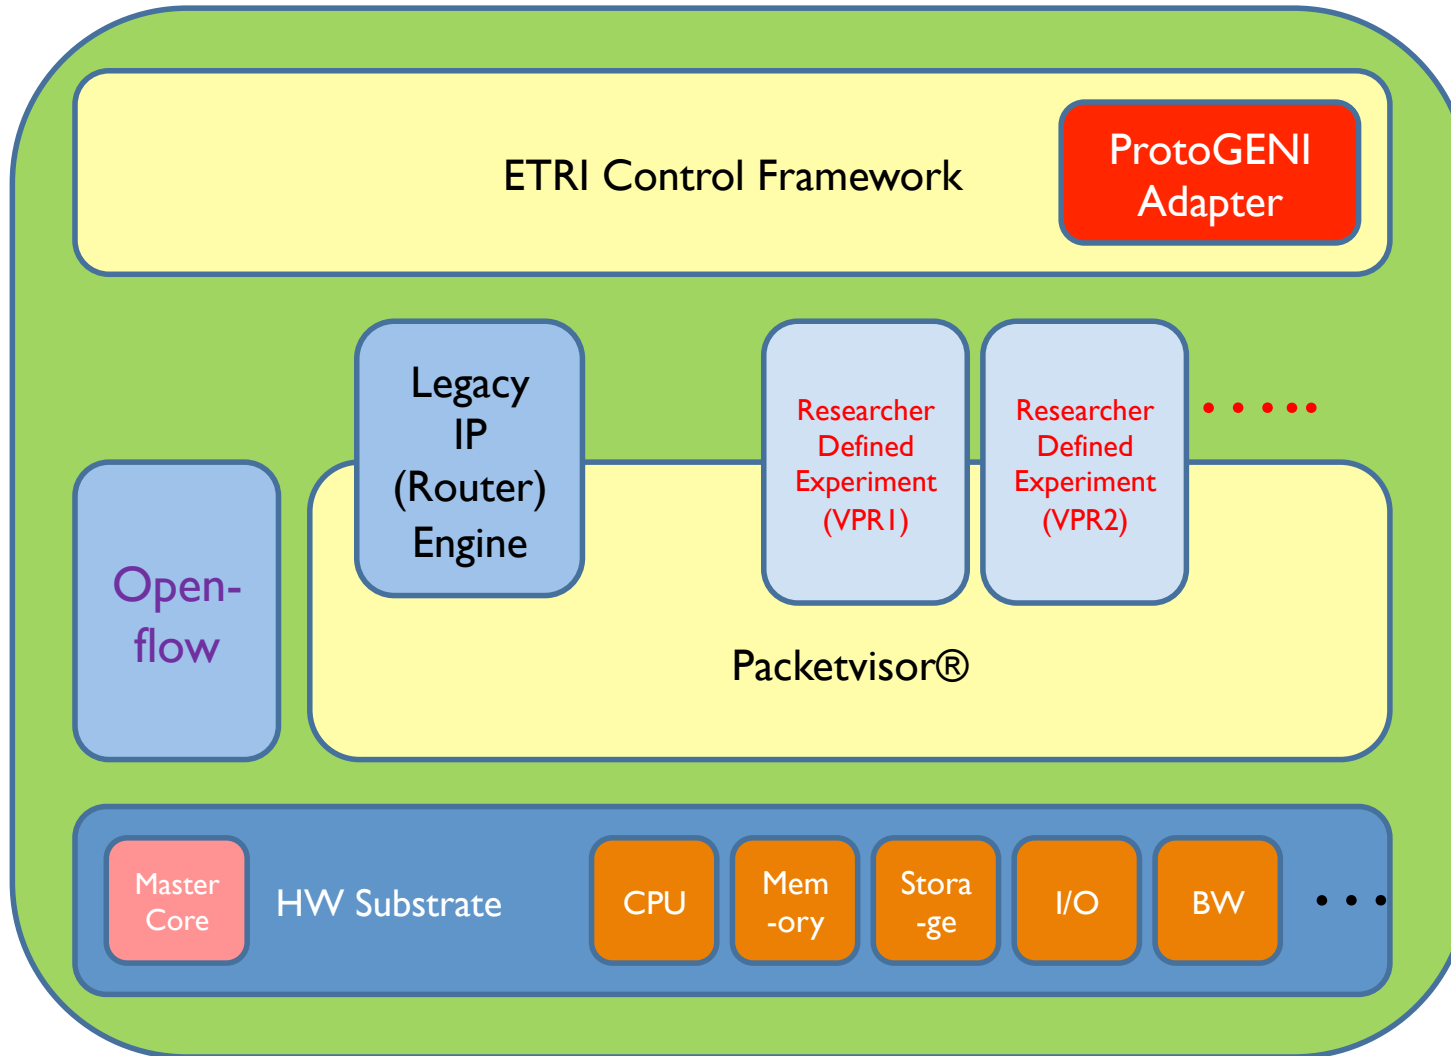 ETRI Control Framework
ProtoGENI
Adapter
Legacy
IP
(Router)
Engine
Researcher
Defined
Experiment
(VPR1)
Researcher
Defined
Experiment
(VPR2)
Open-
flow
Packetvisor®
Master
Core
HW Substrate
CPU
Mem
-ory
Stora
-ge
I/O
BW